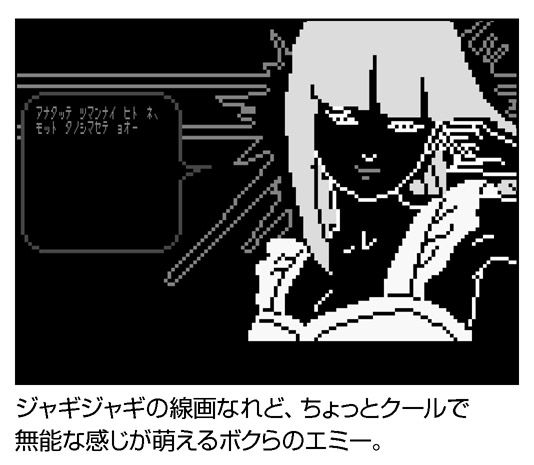 アナタッテ ツマンナイ ヒト ネ、
モット タノシマセテ ョオー
ジャギジャギの線画なれど、ちょっとクールで
無能な感じが萌えるボクらのエミー。